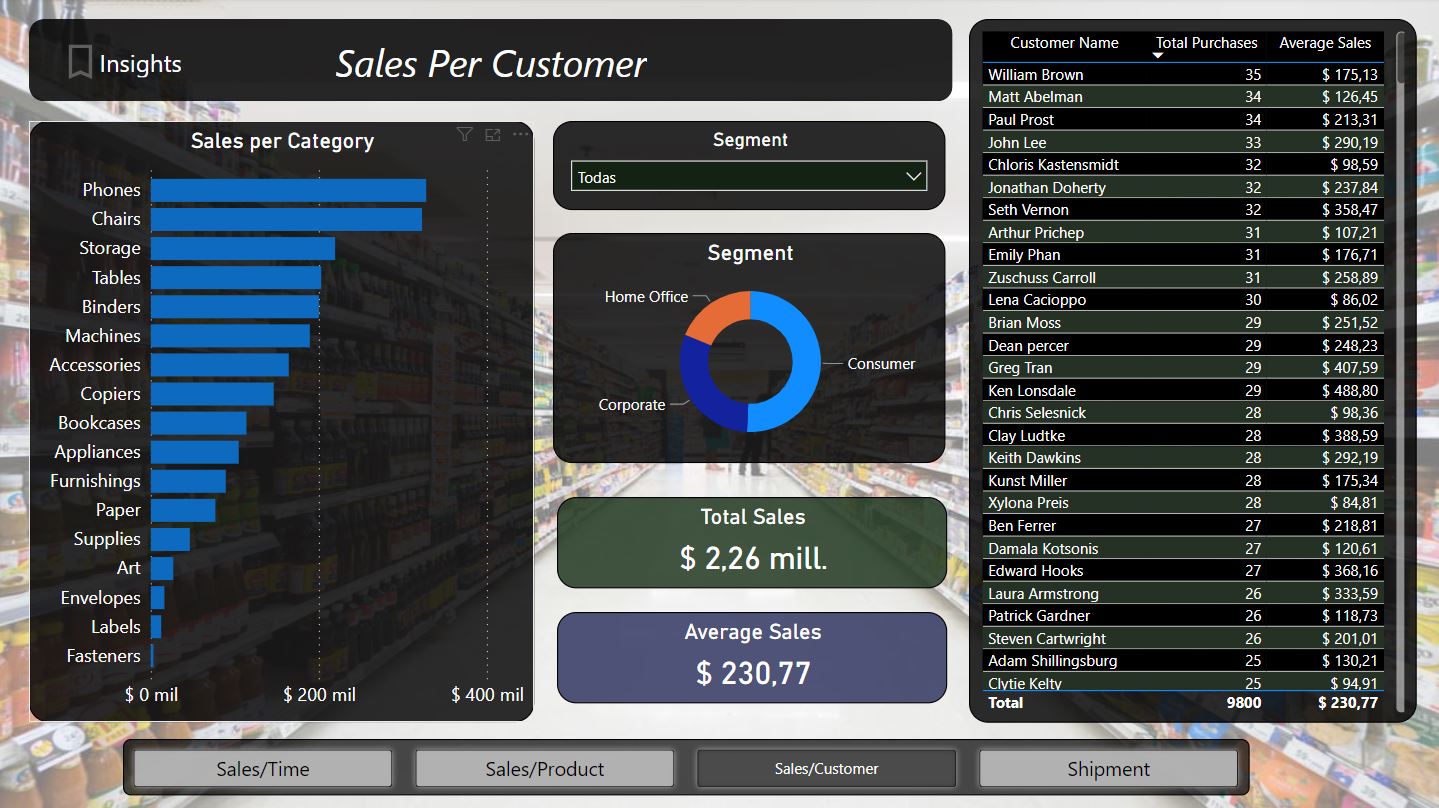 Insights
Sales Per Customer
Sales per Category
Phones
Chairs
Storage
Tables
Binders
Machines
Accessories
Copiers
Bookcases
Appliances
Furnishings
Paper
Supplies
Art
Envelopes
Labels
Fasteners
$ 0 mil $ 200 mil $ 400 mil
Segment
Todas
Segment
Home Office
Consumer
Corporate
Total Sales
$ 2,26 mill.
Average Sales
$ 230,77
Customer Name Total Purchases Average Sales
William Brown 35 $ 175,13
Matt Abelman 34 $ 126,45
Paul Prost 34 $ 213,31
John Lee 33 $ 290,19
Chloris Kastensmidt 32 $ 98,59
Jonathan Doherty 32 $ 237,84
Seth Vernon 32 $ 358,47
Arthur Prichep 31 $ 107,21
Emily Phan 31 $ 176,71
Zuschuss Carroll 31 $ 258,89
Lena Cacioppo 30 $ 86,02
Brian Moss 29 $ 251,52
Dean percer 29 $ 248,23
Greg Tran 29 $ 407,59
Ken Lonsdale 29 $ 488,80
Chris Selesnick 28 $ 98,36
Clay Ludtke 28 $ 388,59
Keith Dawkins 28 $ 292,19
Kunst Miller 28 $ 175,34
Xylona Preis 28 $ 84,81
Ben Ferrer 27 $ 218,81
Damala Kotsonis 27 $ 120,61
Edward Hooks 27 $ 368,16
Laura Armstrong 26 $ 333,59
Patrick Gardner 26 $ 118,73
Steven Cartwright 26 $ 201,01
Adam Shillingsburg 25 $ 130,21
Clytie Kelty 25 $ 94,91
Total 9800 $ 230,77
Sales/Time Sales/Product Sales/Customer Shipment